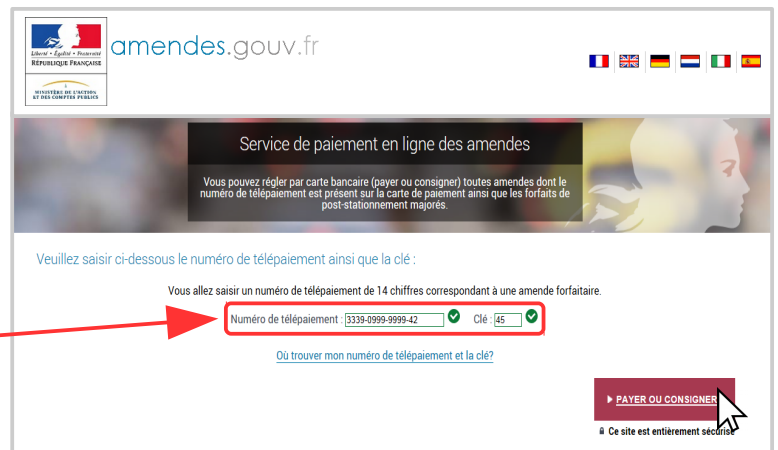 Liberté • Égalité • Fraternité
RÉPUBLIQUE FRANÇAISE
MINISTÈRE DE L'ACTION
ET DES COMPTES PUBLICS
amendes.gouv.fr
Service de paiement en ligne des amendes
Vous pouvez régler par carte bancaire (payer ou consigner) toutes amendes dont le
numéro de télépaiement est présent sur la carte de paiement ainsi que les forfaits de
post-stationnement majorés.
Veuillez saisir ci-dessous le numéro de télépaiement ainsi que la clé :
Vous allez saisir un numéro de télépaiement de 14 chiffres correspondant à une amende forfaitaire.
Numéro de télépaiement : 3339-0999-9999-42 Clé : 45
Où trouver mon numéro de télépaiement et la clé?
PAYER OU CONSIGNER
Ce site est entièrement sécurisé